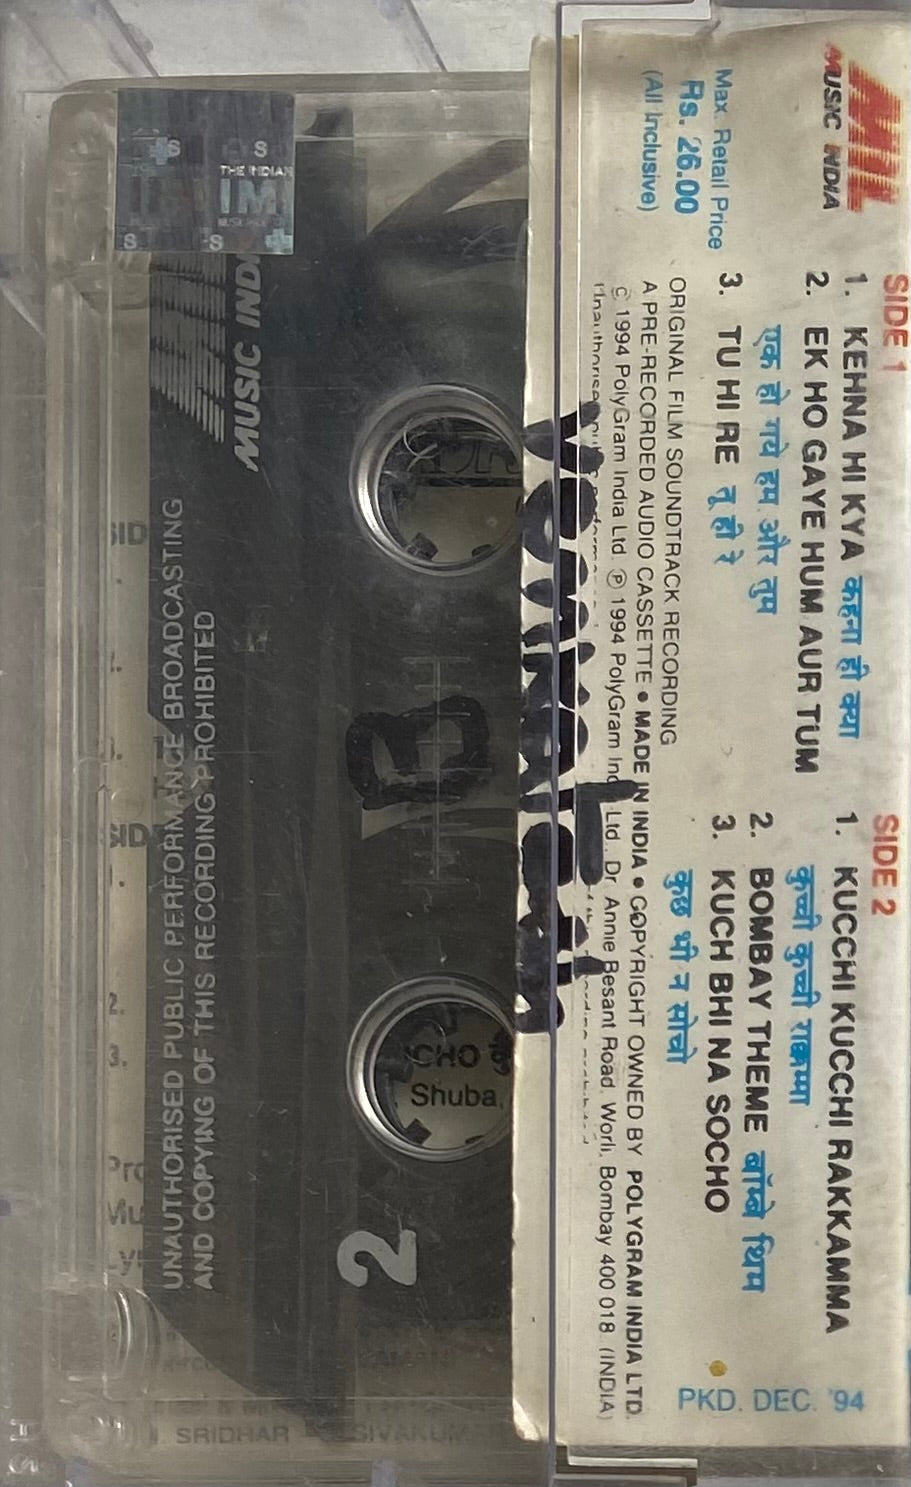 MIL
MUSIC INDIA
Max. Retail Price
Rs. 26.00
(All Inclusive)
SIDE 1
1. KEHNA HI KYA कहना ही क्या
2. EK HO GAYE HUM AUR TUM
एक हो गये हम और तुम
3. TU HI RE तू ही रे
SIDE 2
1. KUCCHI KUCCHI RAKKAMMA
कुच्ची कुच्ची राक्कम्मा
2. BOMBAY THEME बॉम्बे थिम
3. KUCH BHI NA SOCHO
कुछ भी न सोचो
PKD. DEC. '94
ORIGINAL FILM SOUNDTRACK RECORDING
A PRE-RECORDED AUDIO CASSETTE • MADE IN INDIA • COPYRIGHT OWNED BY POLYGRAM INDIA LTD.
© 1994 PolyGram India Ltd. ℗ 1994 PolyGram Ind Ltd., Dr. Annie Besant Road, Worli, Bombay 400 018 (INDIA)
THE INDIAN
IMI
MUSIC INDI
UNAUTHORISED PUBLIC PERFORMANCE BROADCASTING
AND COPYING OF THIS RECORDING PROHIBITED
B
2
CHO
Shuba
SRIDHAR